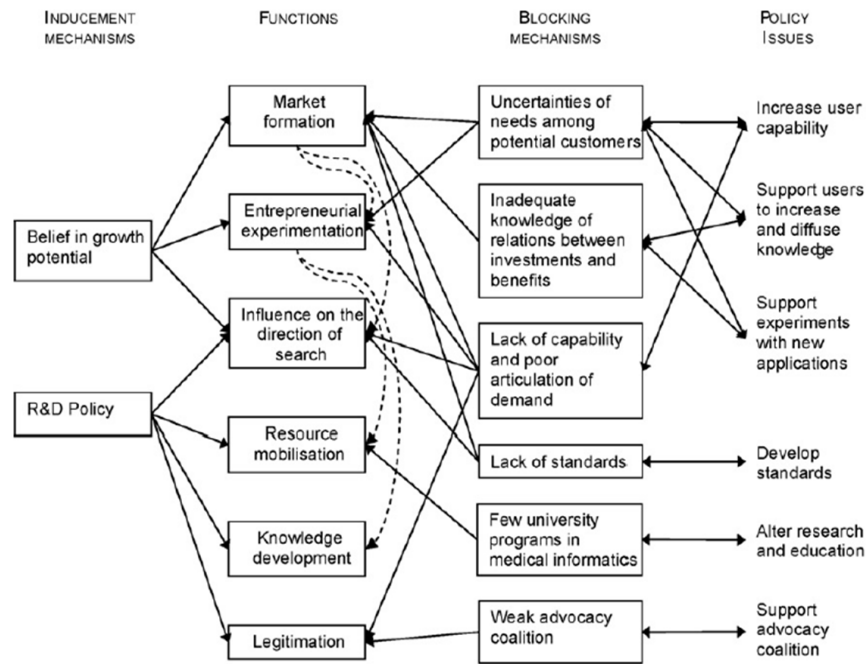 INDUCEMENT
MECHANISMS
FUNCTIONS
BLOCKING
MECHANISMS
POLICY
ISSUES
Belief in growth
potential
R&D Policy
Market
formation
Entrepreneurial
experimentation
Influence on the
direction of
search
Resource
mobilisation
Knowledge
development
Legitimation
Uncertainties of
needs among
potential customers
Inadequate
knowledge of
relations between
investments and
benefits
Lack of capability
and poor
articulation of
demand
Lack of standards
Few university
programs in
medical informatics
Weak advocacy
coalition
Increase user
capability
Support users
to increase
and diffuse
knowledge
Support
experiments
with new
applications
Develop
standards
Alter research
and education
Support
advocacy
coalition